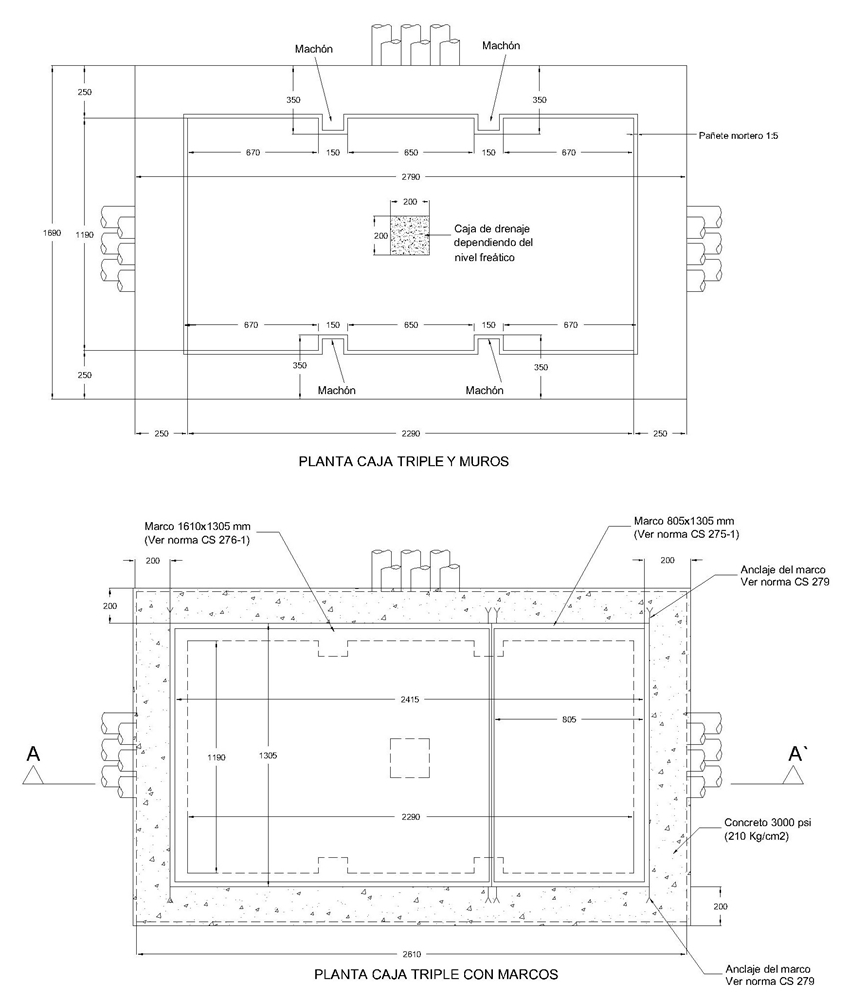 Machón
Machón
250
350
350
Pañete mortero 1:5
670
150
650
150
670
2790
200
1690
1190
200
Caja de drenaje
dependiendo del
nivel freático
670
150
650
150
670
350
350
250
Machón
Machón
250
2290
250
PLANTA CAJA TRIPLE Y MUROS
Marco 1610x1305 mm
(Ver norma CS 276-1)
Marco 805x1305 mm
(Ver norma CS 275-1)
200
200
Anclaje del marco
Ver norma CS 279
200
2415
805
A
A`
1190
1305
2290
Concreto 3000 psi
(210 Kg/cm2)
200
2610
PLANTA CAJA TRIPLE CON MARCOS
Anclaje del marco
Ver norma CS 279